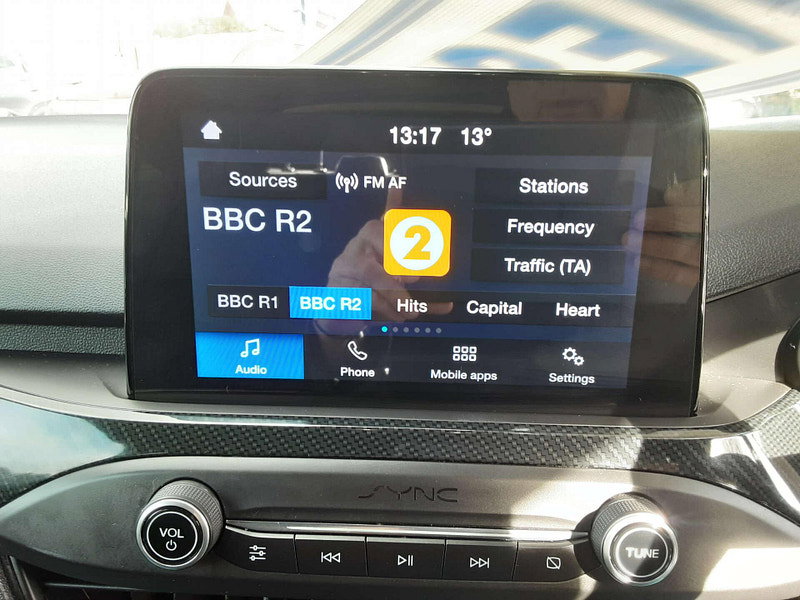 13:17 13°
Sources FM AF Stations
BBC R2
2
Frequency
Traffic (TA)
BBC R1 BBC R2 Hits Capital Heart
Audio Phone Mobile apps Settings
SYNC
VOL
TUNE